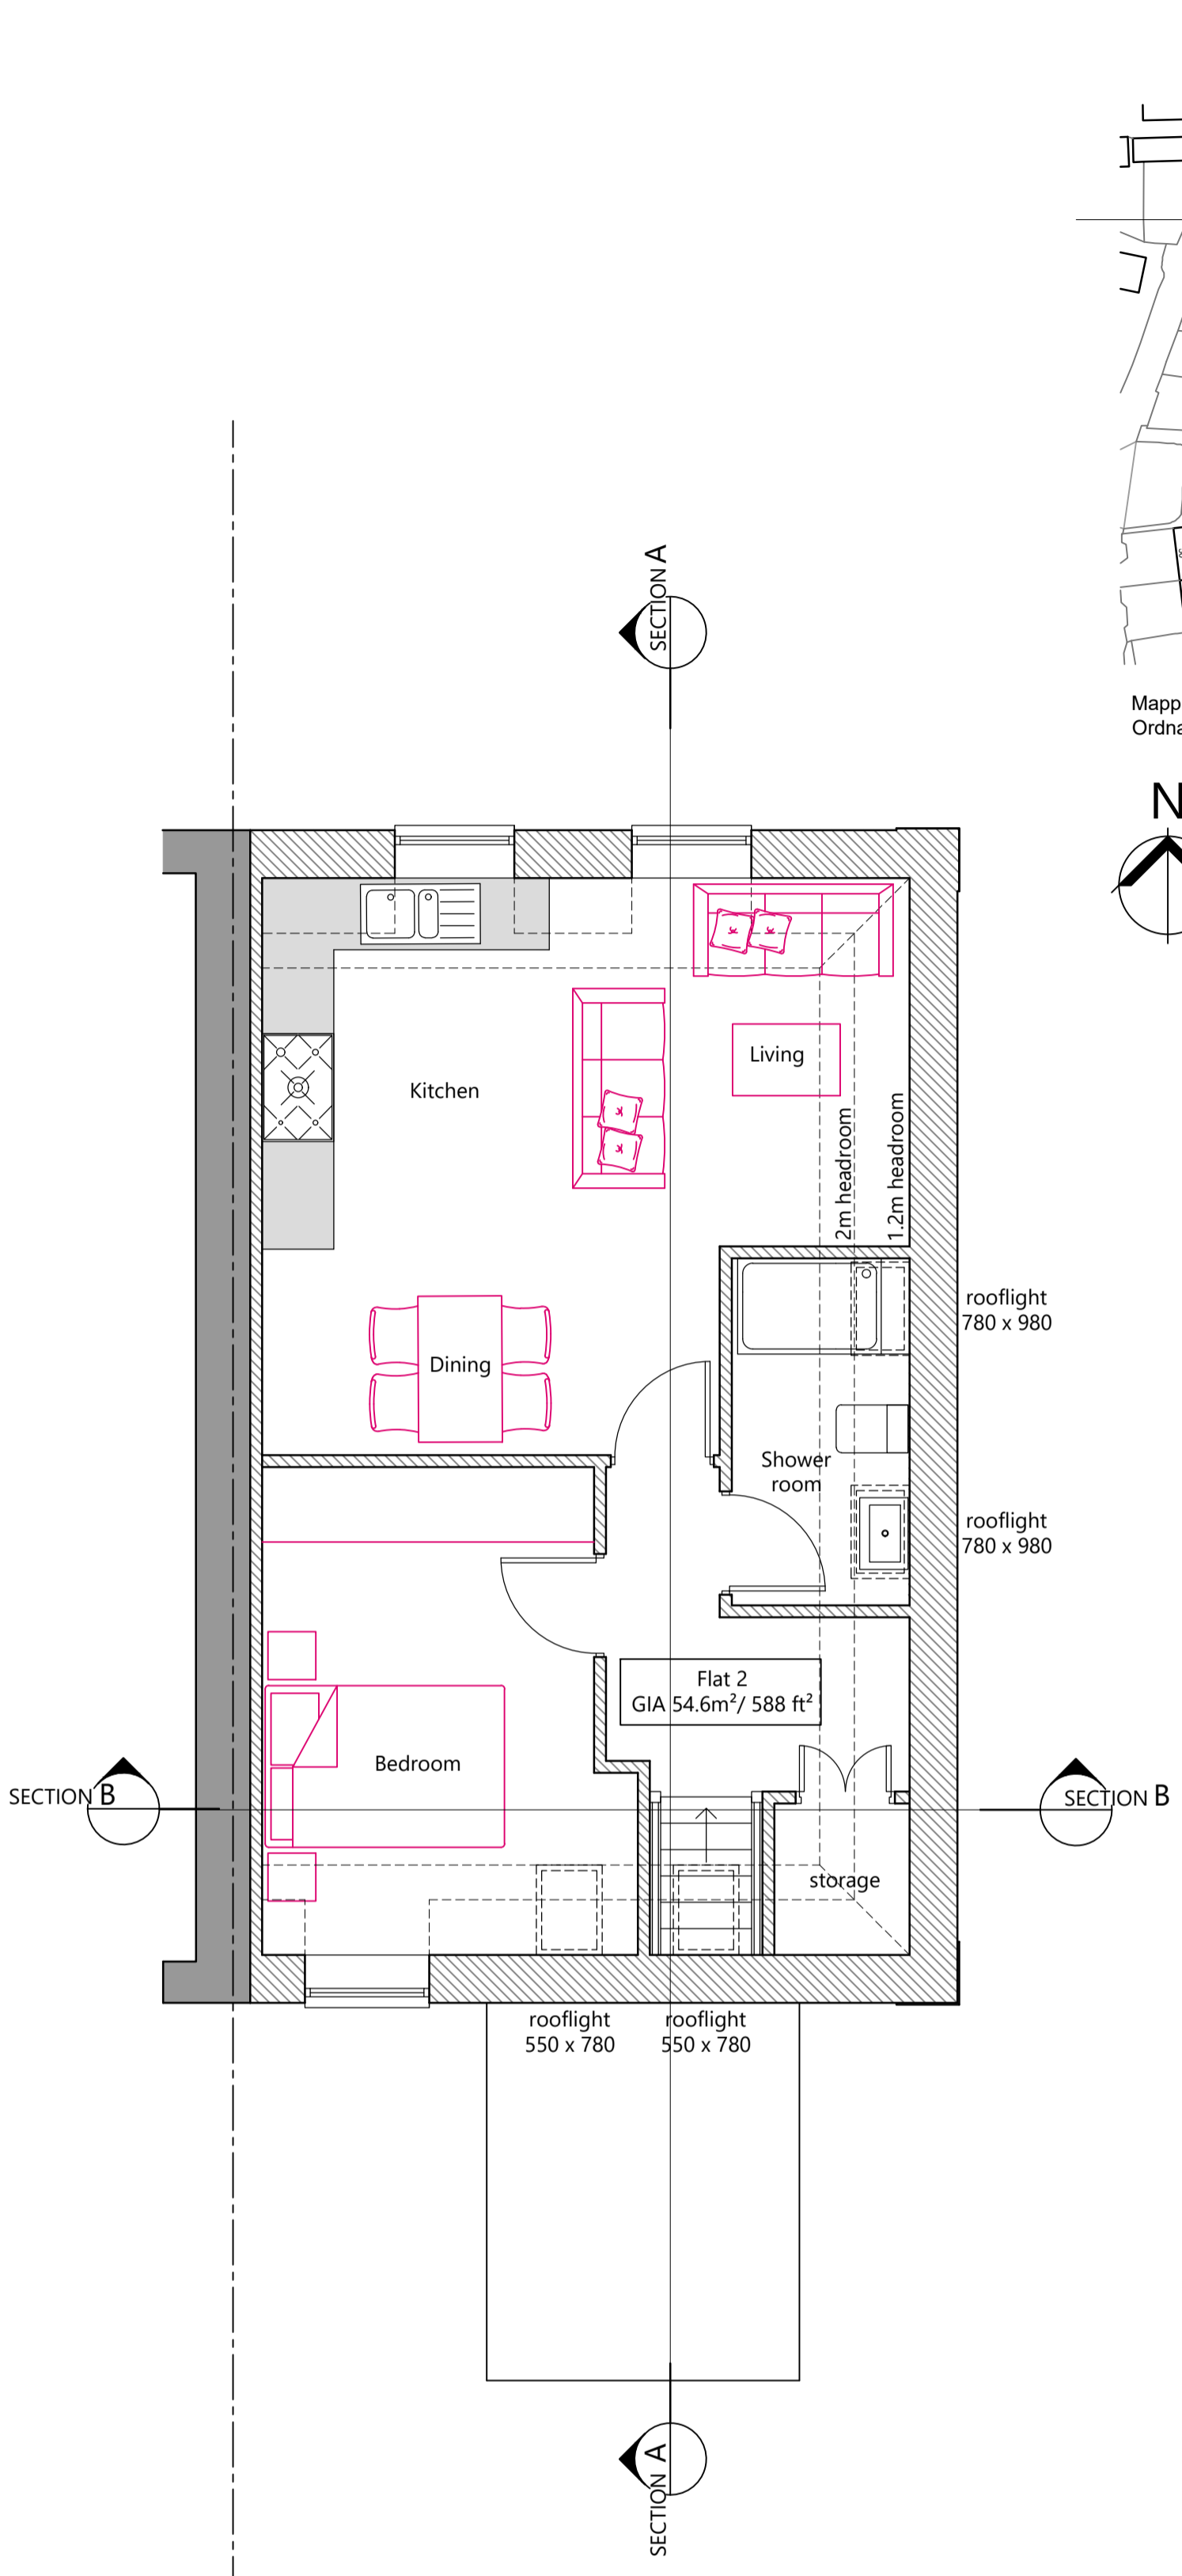 SECTION A
Mapp
Ordna
N
Kitchen
Living
2m headroom
1.2m headroom
rooflight
780 x 980
Dining
Shower
room
rooflight
780 x 980
Flat 2
GIA 54.6m²/ 588 ft²
Bedroom
SECTION B
SECTION B
storage
rooflight
550 x 780
rooflight
550 x 780
SECTION A